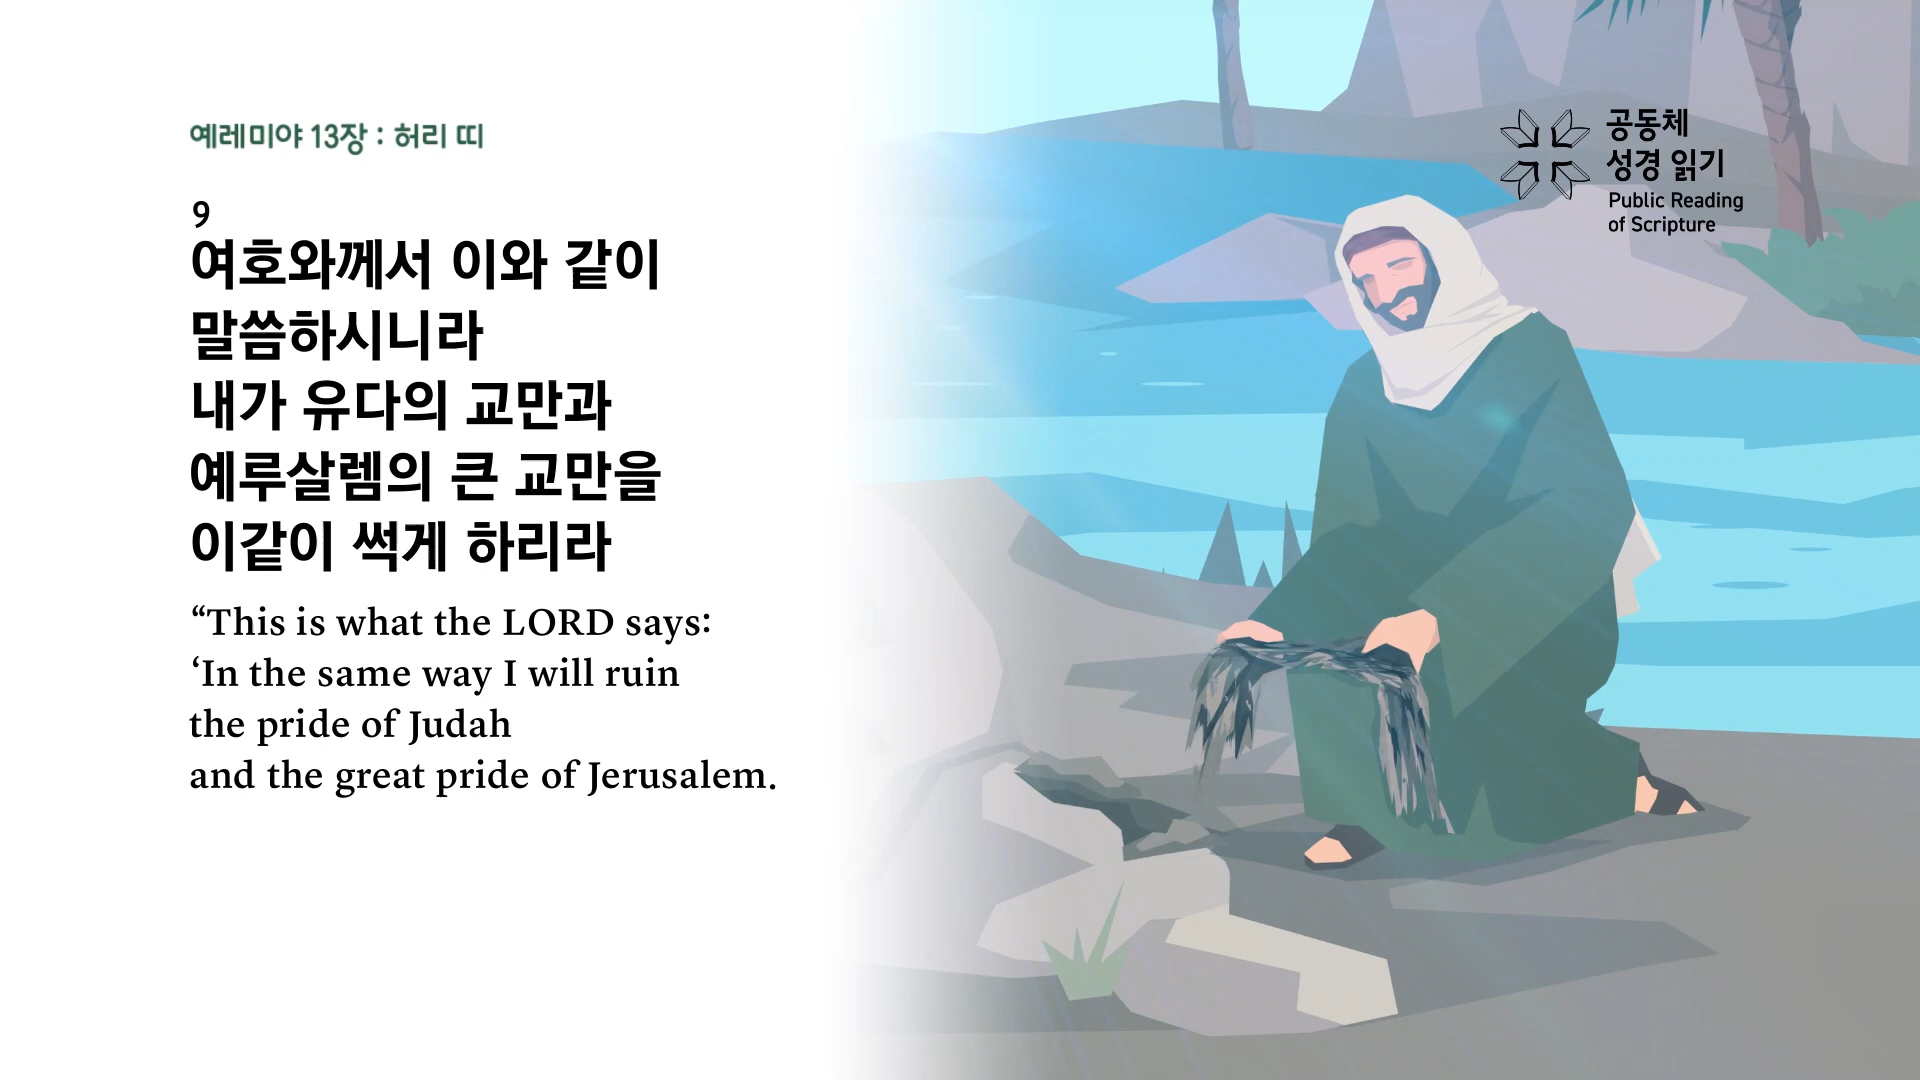 예레미야 13장 : 허리 띠
9
여호와께서 이와 같이
말씀하시니라
내가 유다의 교만과
예루살렘의 큰 교만을
이같이 썩게 하리라
“This is what the LORD says:
‘In the same way I will ruin
the pride of Judah
and the great pride of Jerusalem.
공동체
성경 읽기
Public Reading
of Scripture